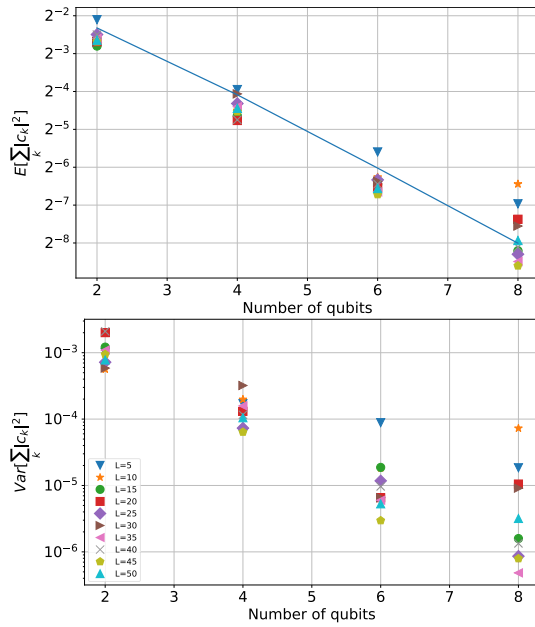 2^-2
2^-3
2^-4
2^-5
2^-6
2^-7
2^-8
E[∑_k |c_k|^2]
2 3 4 5 6 7 8
Number of qubits
10^-3
10^-4
10^-5
10^-6
Var[∑_k |c_k|^2]
L=5
L=10
L=15
L=20
L=25
L=30
L=35
L=40
L=45
L=50
2 3 4 5 6 7 8
Number of qubits